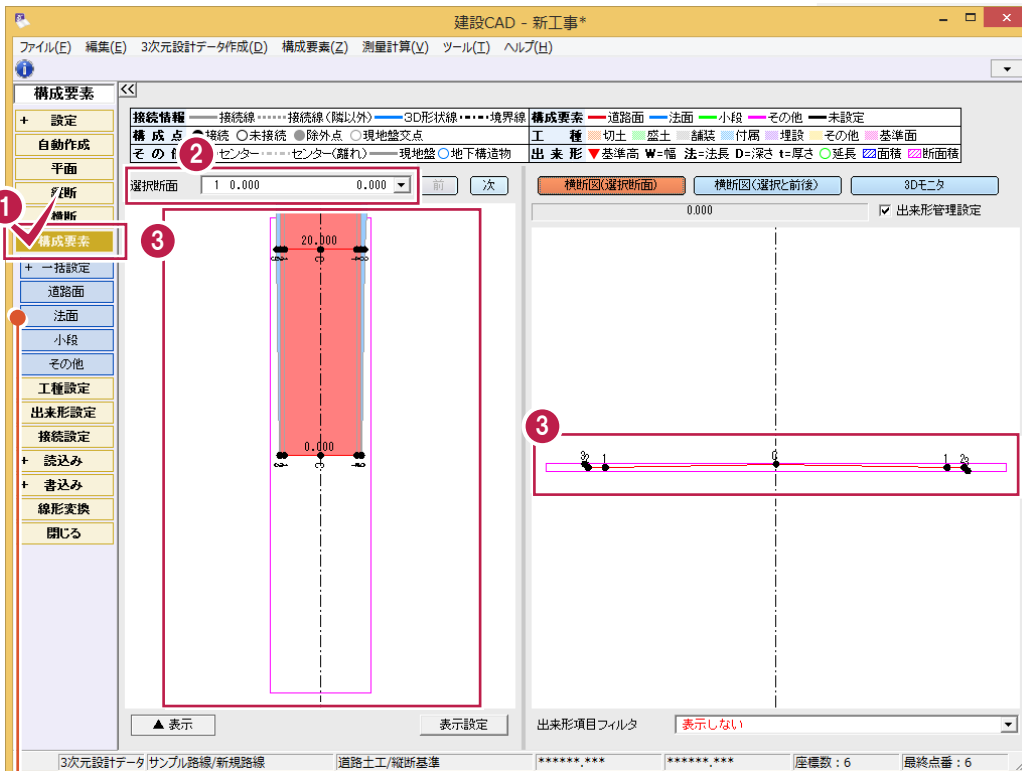 建設CAD - 新工事*
ファイル(F) 編集(E) 3次元設計データ作成(D) 構成要素(Z) 測量計算(V) ツール(T) ヘルプ(H)
構成要素
+ 設定
自動作成
平面
縦断
横断
構成要素
+ 一括設定
道路面
法面
小段
その他
工種設定
出来形設定
接続設定
+ 読込み
+ 書込み
線形変換
閉じる
<<
接続情報 接続線 接続線(隣以外) 3D形状線 境界線
構成点 ●接続 ○未接続 ●除外点 ○現地盤交点
その他 センター センター(離れ) 現地盤 ○地下構造物
構成要素 道路面 法面 小段 その他 未設定
工種 切土 盛土 舗装 付属 埋設 その他 基準面
出来形 ▼基準高 W=幅 法=法長 D=深さ t=厚さ ○延長 面積 断面積
1
2
3
3
選択断面 1 0.000 0.000 前 次
20.000
C
0.000
C
▲ 表示 表示設定
横断図(選択断面) 横断図(選択と前後) 3Dモニタ
0.000 出来形管理設定
3 2 1 C 1 2 3
出来形項目フィルタ 表示しない
3次元設計データ サンプル路線/新規路線 道路土工/縦断基準 ******.*** ******.*** 座標数:6 最終点番:6